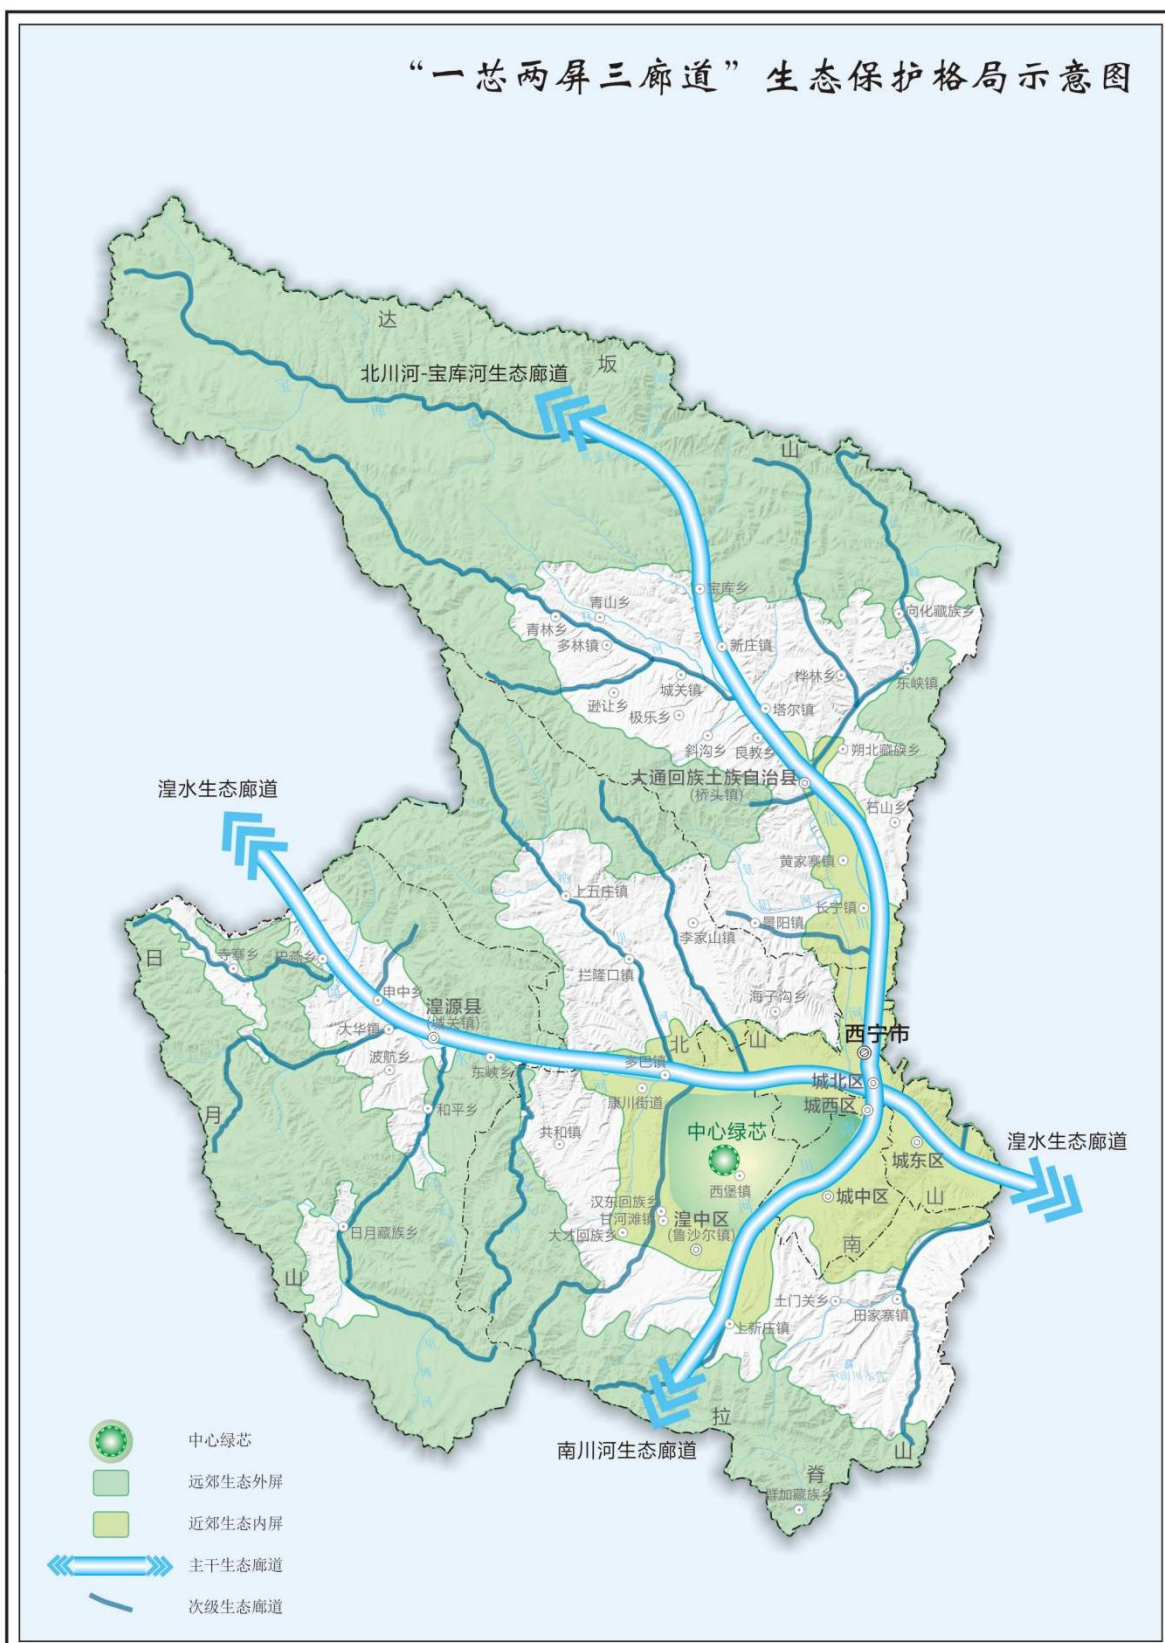 “一芯两屏三廊道”生态保护格局示意图
达
坂
山
北川河-宝库河生态廊道
宝
库
宝库乡
青山乡
向化藏族乡
青林乡
多林镇
新庄镇
桦林乡
东峡镇
城关镇
逊让乡
极乐乡
塔尔镇
斜沟乡
良教乡
朔北藏族乡
大通回族土族自治县
(桥头镇)
石山乡
北
川
河
湟水生态廊道
黄家寨镇
上五庄镇
长宁镇
景阳镇
李家山镇
日
月
山
寺寨乡
巴燕乡
拦隆口镇
申中乡
海子沟乡
湟源县
(城关镇)
大华镇
波航乡
东峡乡
北
山
西宁市
多巴镇
城北区
康川街道
城西区
和平乡
共和镇
中心绿芯
城东区
湟水生态廊道
西堡镇
城中区
山
南
汉东回族乡
甘河滩镇
湟中区
(鲁沙尔镇)
大才回族乡
日月藏族乡
土门关乡
田家寨镇
上新庄镇
拉
脊
山
南川河生态廊道
群加藏族乡
中心绿芯
远郊生态外屏
近郊生态内屏
主干生态廊道
次级生态廊道